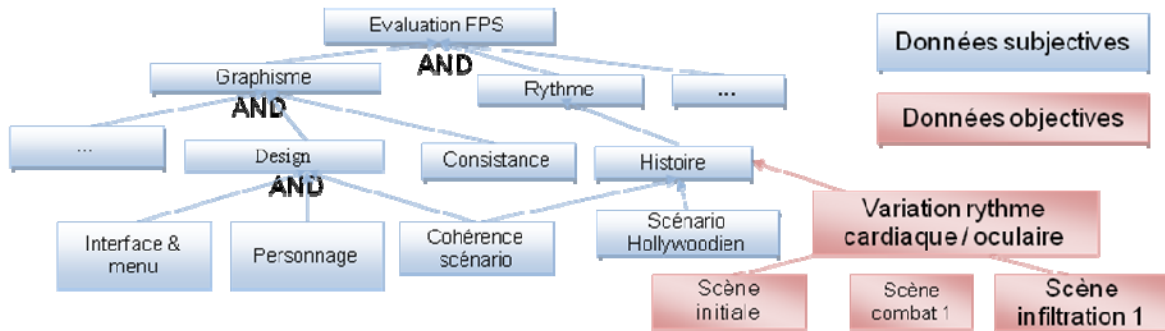 Evaluation FPS
Données subjectives
AND
Graphisme
Rythme
...
AND
Données objectives
...
Design
Consistance
Histoire
AND
Interface &
menu
Personnage
Cohérence
scénario
Scénario
Hollywoodien
Variation rythme
cardiaque / oculaire
Scène
initiale
Scène
combat 1
Scène
infiltration 1